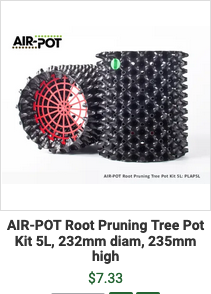 AIR-POT
AIR-POT Root Pruning Tree Pot Kit 5L: PLAP5L
AIR-POT Root Pruning Tree Pot
Kit 5L, 232mm diam, 235mm
high
$7.33